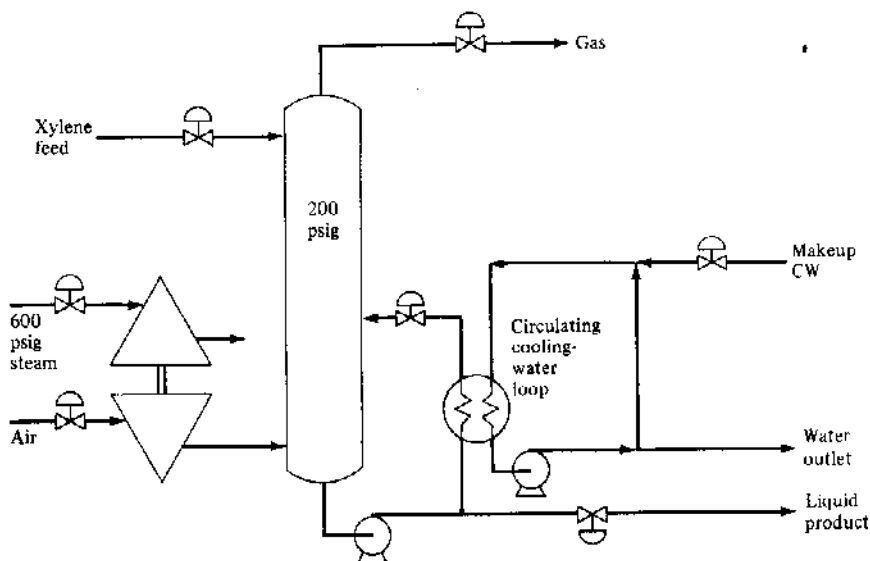 Gas
Xylene
feed
200
psig
Makeup
CW
600
psig
steam
Circulating
cooling-
water
loop
Air
Water
outlet
Liquid
product